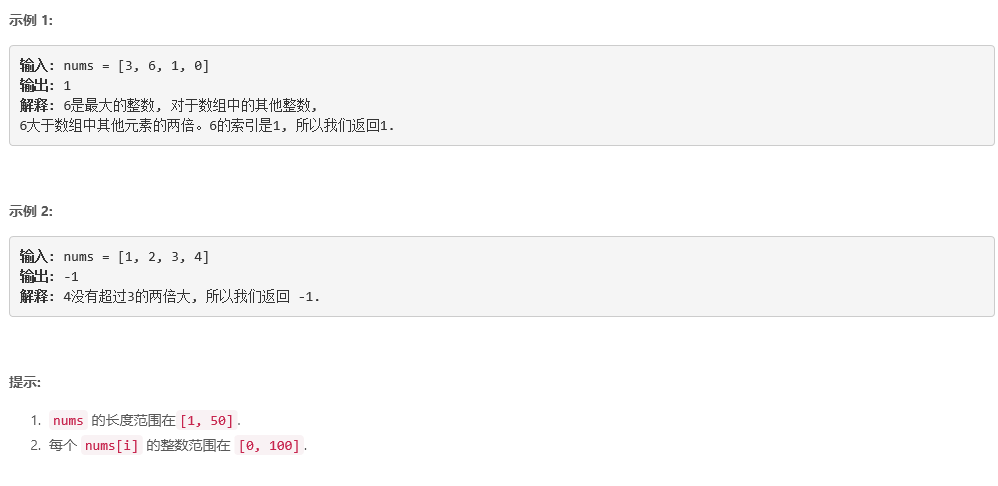 示例 1:
输入: nums = [3, 6, 1, 0]
输出: 1
解释: 6是最大的整数, 对于数组中的其他整数,
6大于数组中其他元素的两倍。6的索引是1, 所以我们返回1.
示例 2:
输入: nums = [1, 2, 3, 4]
输出: -1
解释: 4没有超过3的两倍大, 所以我们返回 -1.
提示:
1. nums 的长度范围在[1, 50].
2. 每个 nums[i] 的整数范围在 [0, 100].